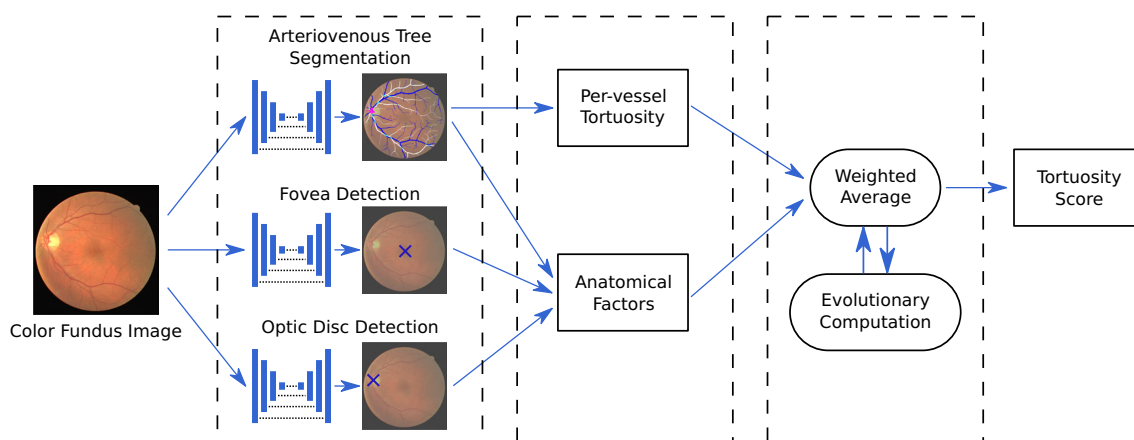 Arteriovenous Tree
Segmentation
Per-vessel
Tortuosity
Fovea Detection
Weighted
Average
Tortuosity
Score
Color Fundus Image
Optic Disc Detection
Anatomical
Factors
Evolutionary
Computation